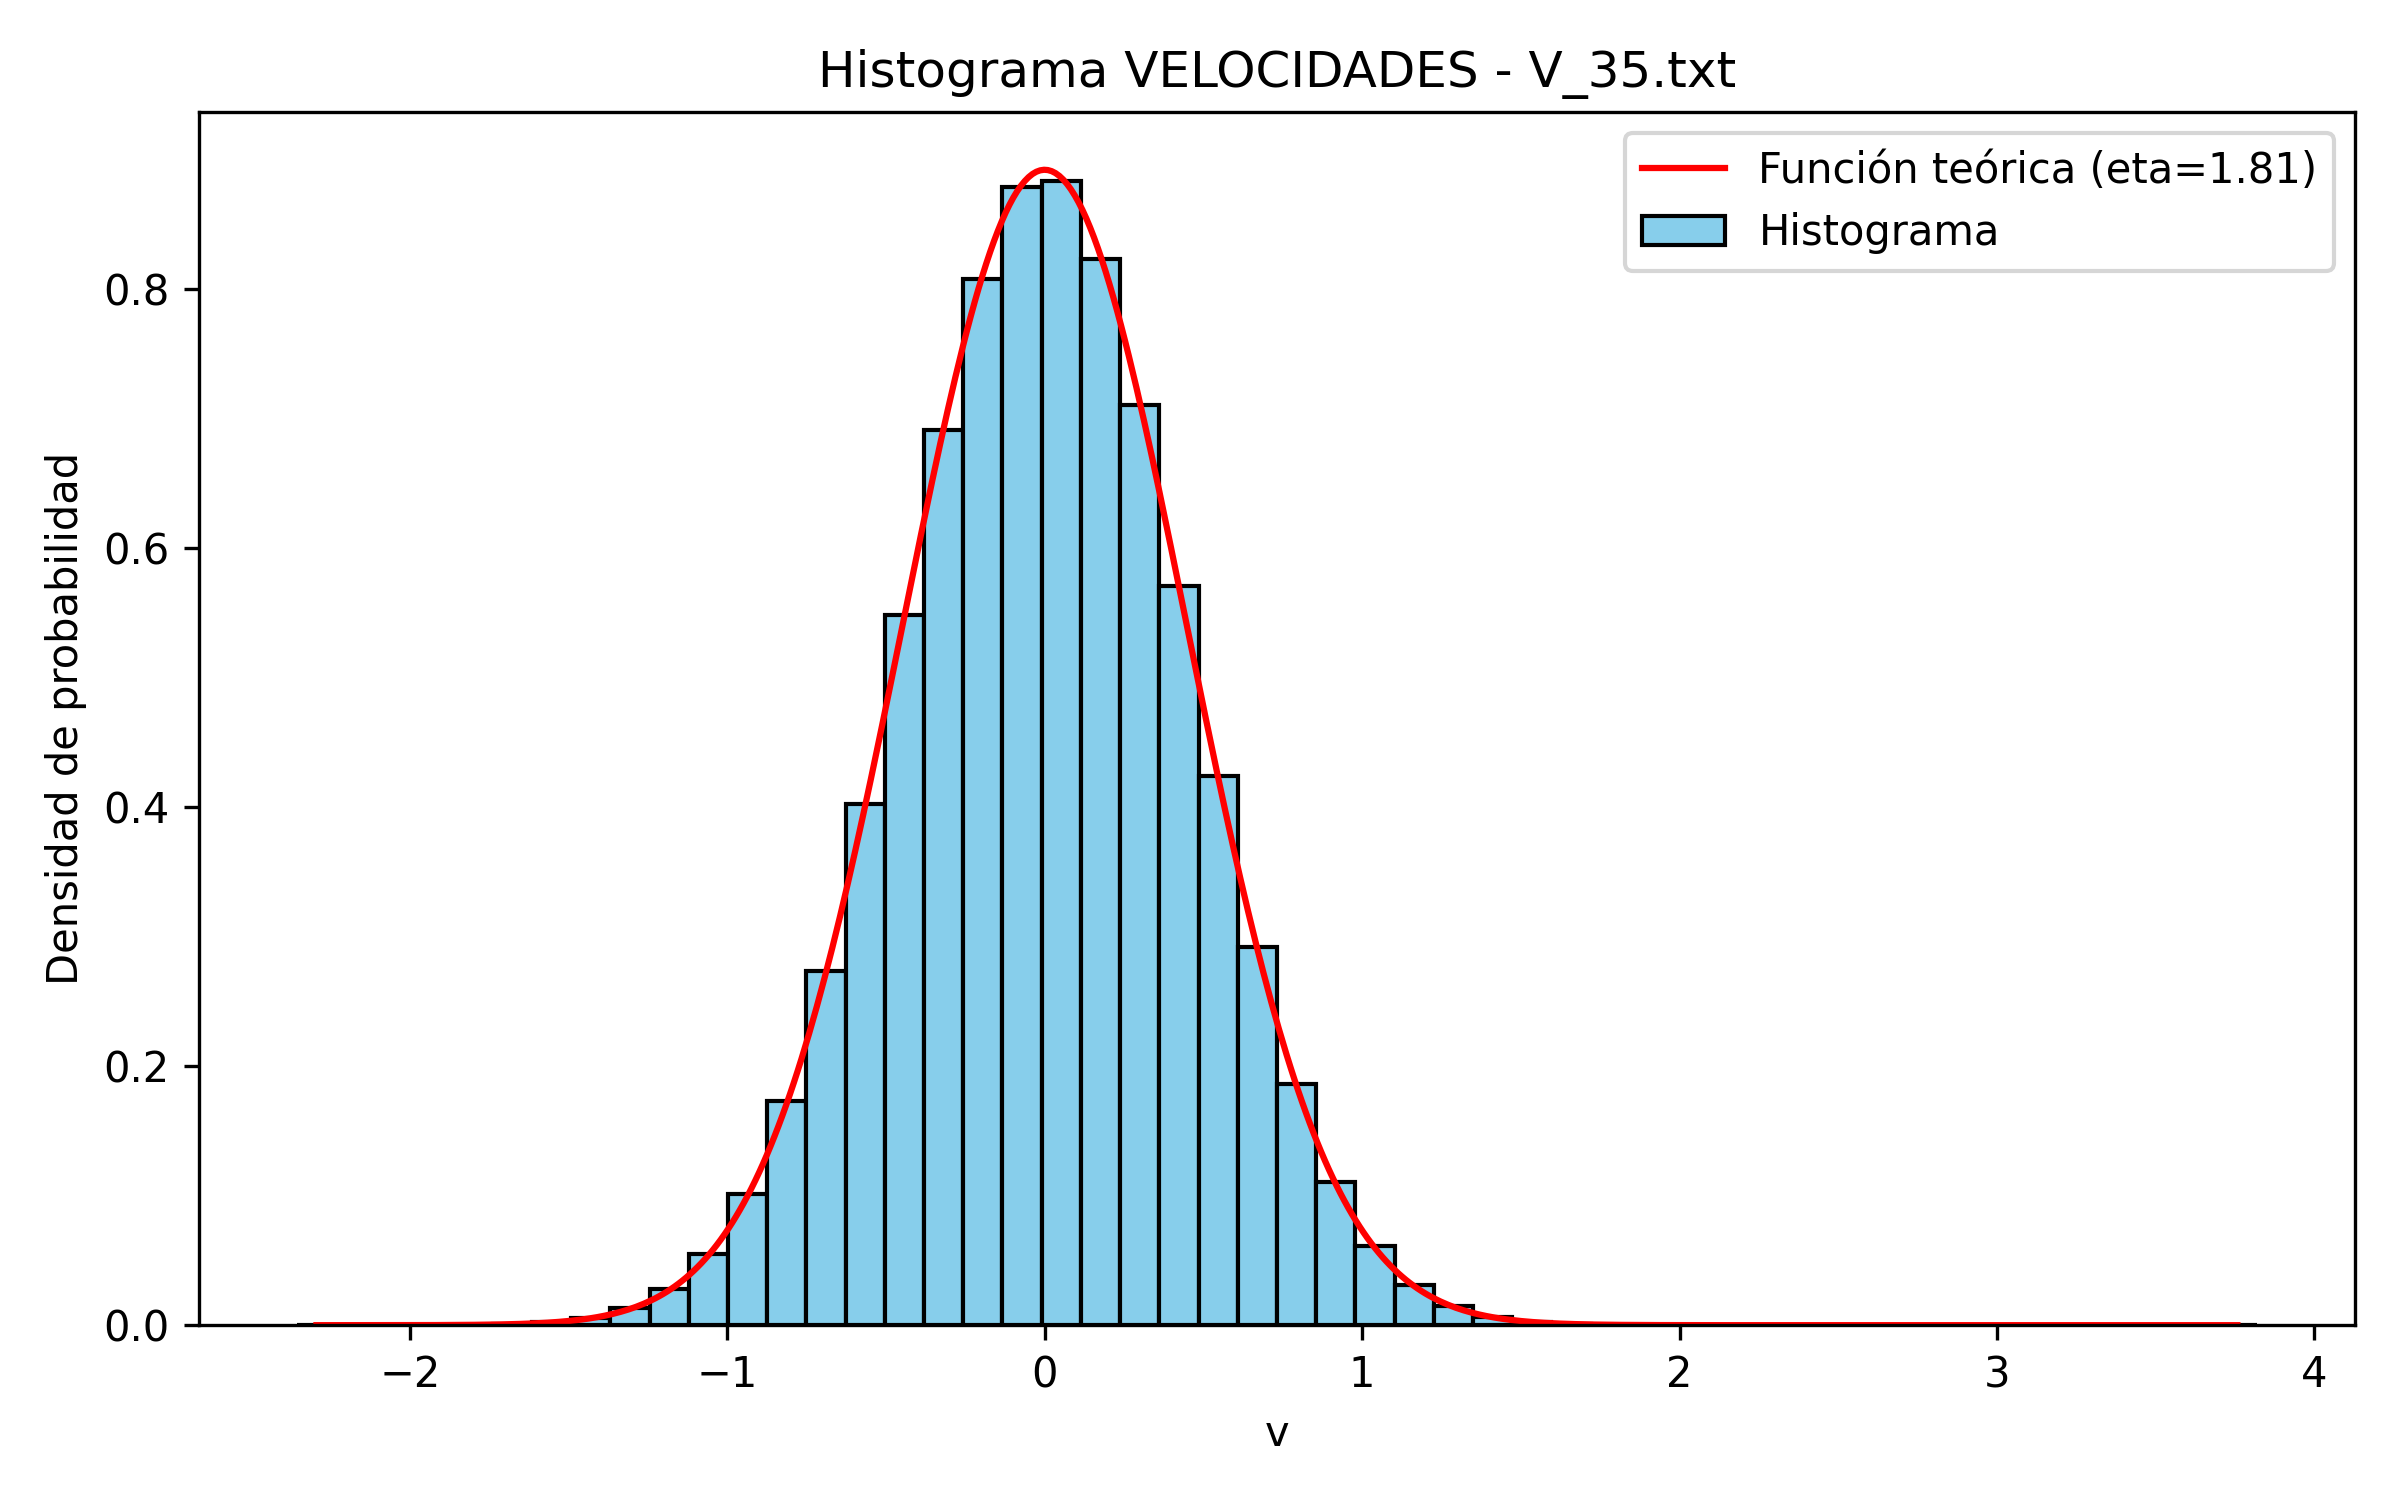 Histograma VELOCIDADES - V_35.txt
Función teórica (eta=1.81)
Histograma
Densidad de probabilidad
0.8
0.6
0.4
0.2
0.0
−2 −1 0 1 2 3 4
v